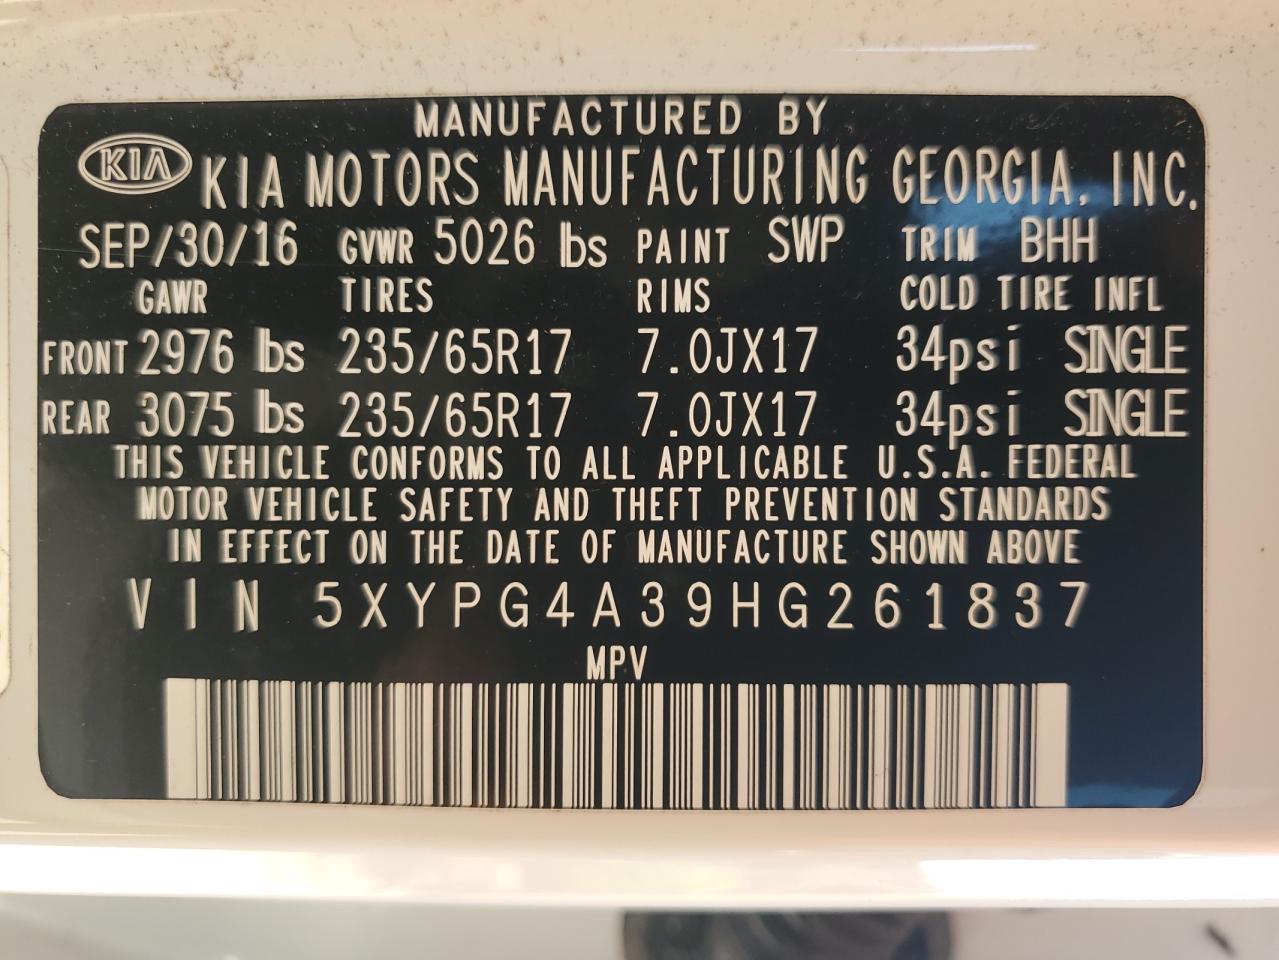 MANUFACTURED BY
KIA KIA MOTORS MANUFACTURING GEORGIA, INC.
SEP/30/16 GVWR 5026 lbs PAINT SWP TRIM BHH
GAWR TIRES RIMS COLD TIRE INFL
FRONT 2976 lbs 235/65R17 7.0JX17 34psi SINGLE
REAR 3075 lbs 235/65R17 7.0JX17 34psi SINGLE
THIS VEHICLE CONFORMS TO ALL APPLICABLE U.S.A. FEDERAL
MOTOR VEHICLE SAFETY AND THEFT PREVENTION STANDARDS
IN EFFECT ON THE DATE OF MANUFACTURE SHOWN ABOVE
VIN 5XYPG4A39HG261837
MPV